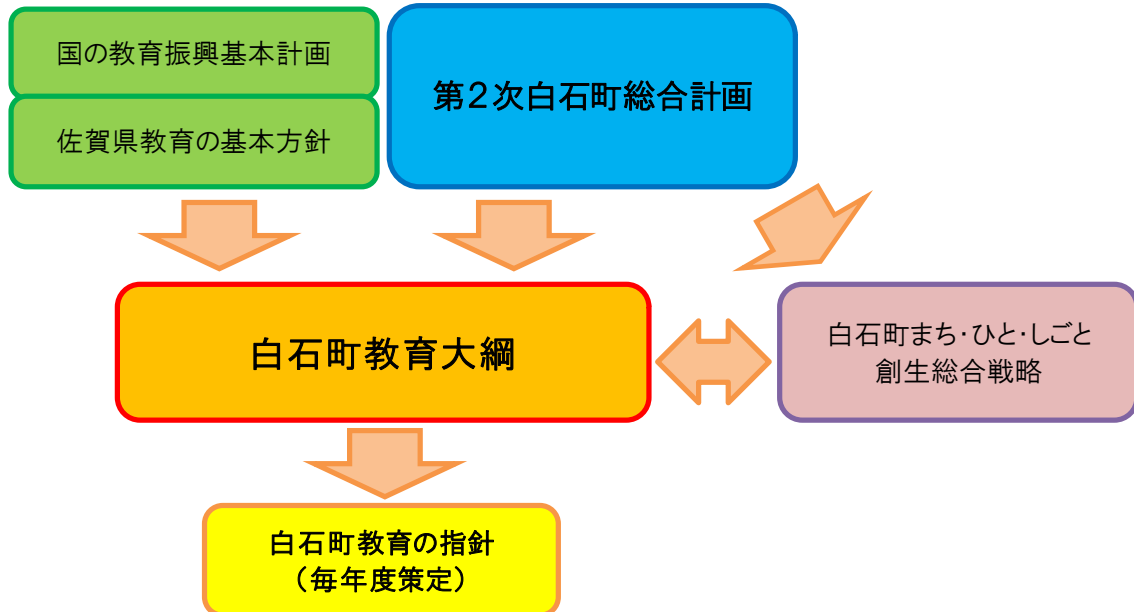 国の教育振興基本計画
佐賀県教育の基本方針
第2次白石町総合計画
白石町教育大綱
白石町まち・ひと・しごと
創生総合戦略
白石町教育の指針
（毎年度策定）